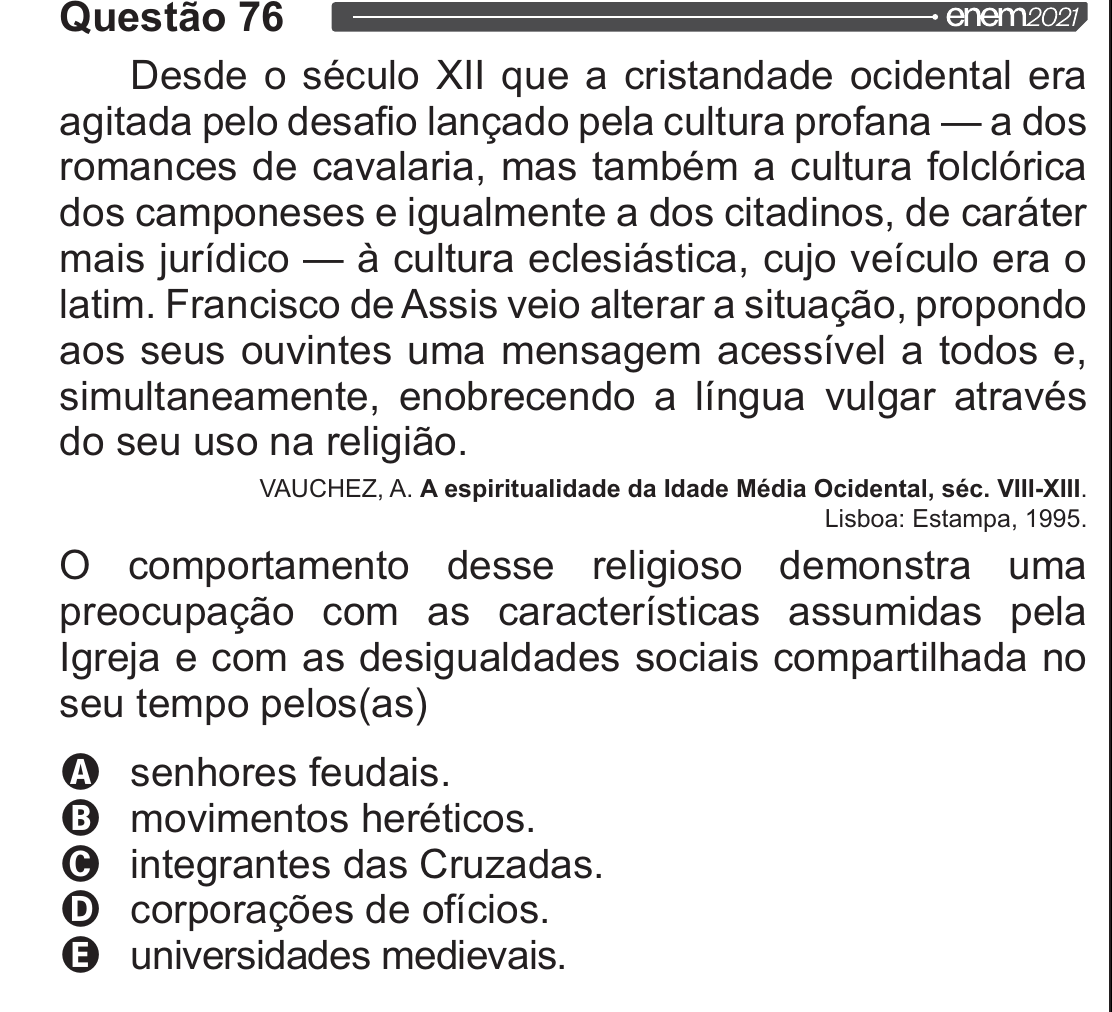 Questão 76
enem2021
Desde o século XII que a cristandade ocidental era
agitada pelo desafio lançado pela cultura profana — a dos
romances de cavalaria, mas também a cultura folclórica
dos camponeses e igualmente a dos citadinos, de caráter
mais jurídico — à cultura eclesiástica, cujo veículo era o
latim. Francisco de Assis veio alterar a situação, propondo
aos seus ouvintes uma mensagem acessível a todos e,
simultaneamente, enobrecendo a língua vulgar através
do seu uso na religião.
VAUCHEZ, A. A espiritualidade da Idade Média Ocidental, séc. VIII-XIII.
Lisboa: Estampa, 1995.
O comportamento desse religioso demonstra uma
preocupação com as características assumidas pela
Igreja e com as desigualdades sociais compartilhada no
seu tempo pelos(as)
A senhores feudais.
B movimentos heréticos.
C integrantes das Cruzadas.
D corporações de ofícios.
E universidades medievais.